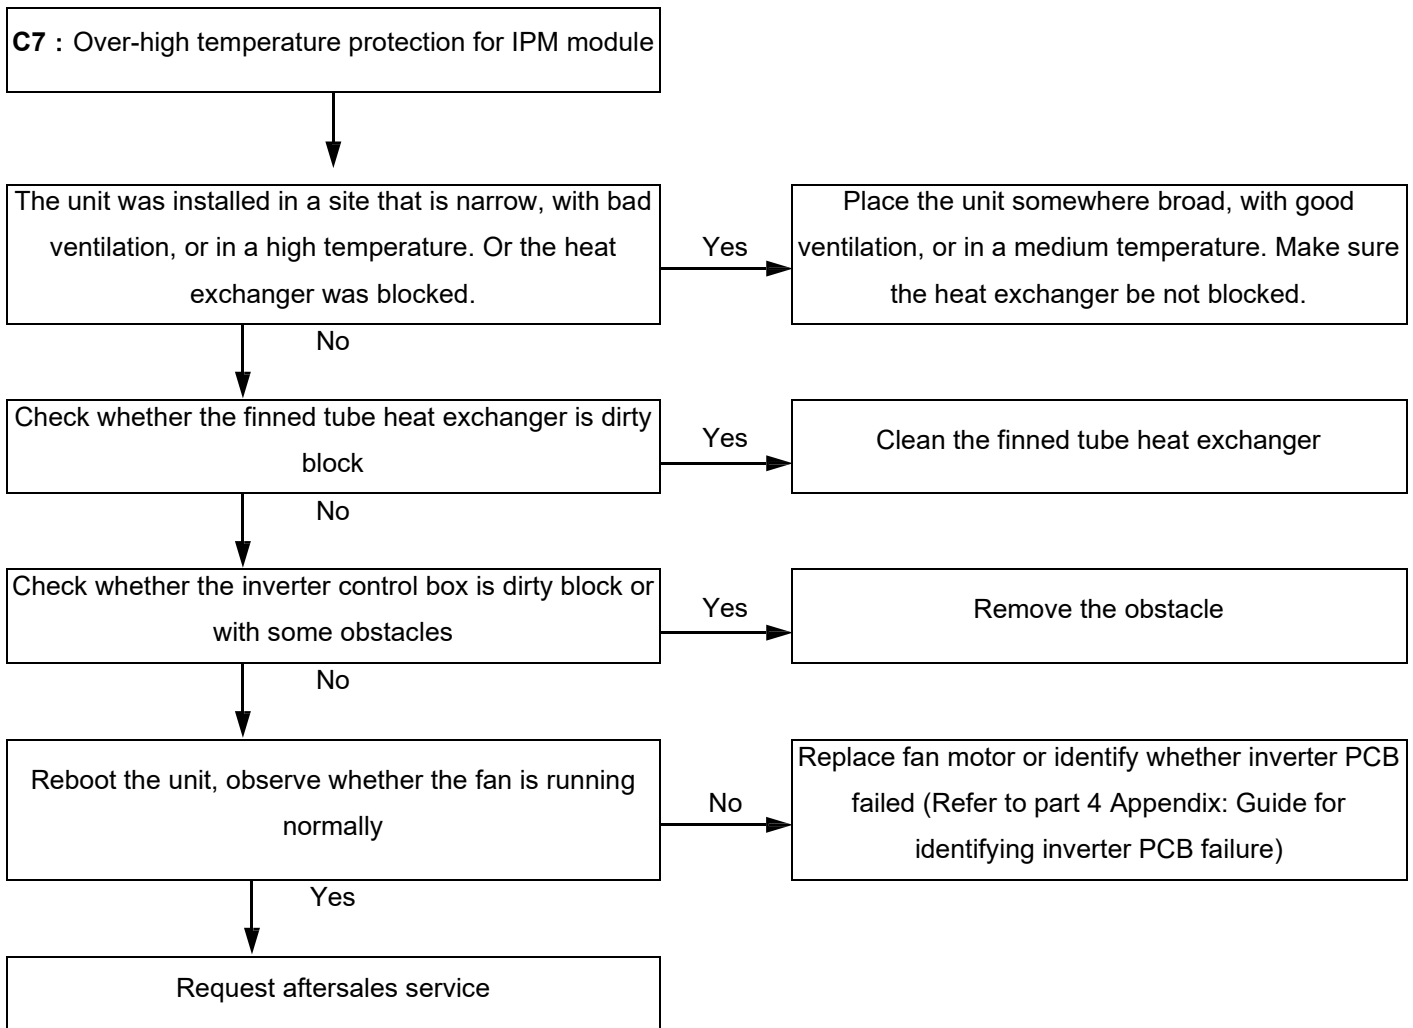 C7：Over-high temperature protection for IPM module
The unit was installed in a site that is narrow, with bad
ventilation, or in a high temperature. Or the heat
exchanger was blocked.
Yes
Place the unit somewhere broad, with good
ventilation, or in a medium temperature. Make sure
the heat exchanger be not blocked.
No
Check whether the finned tube heat exchanger is dirty
block
Yes
Clean the finned tube heat exchanger
No
Check whether the inverter control box is dirty block or
with some obstacles
Yes
Remove the obstacle
No
Reboot the unit, observe whether the fan is running
normally
No
Replace fan motor or identify whether inverter PCB
failed (Refer to part 4 Appendix: Guide for
identifying inverter PCB failure)
Yes
Request aftersales service